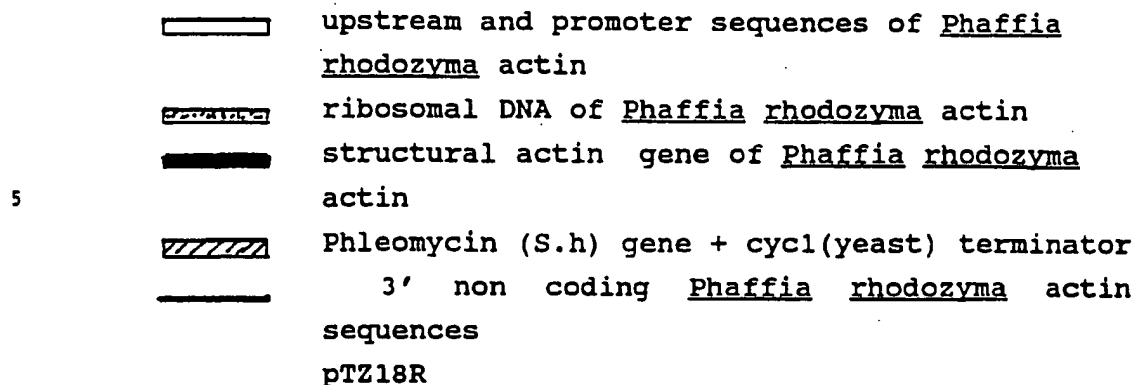 upstream and promoter sequences of Phaffia
rhodozyma actin
ribosomal DNA of Phaffia rhodozyma actin
structural actin gene of Phaffia rhodozyma
5 actin
Phleomycin (S.h) gene + cyc1(yeast) terminator
3' non coding Phaffia rhodozyma actin
sequences
pTZ18R